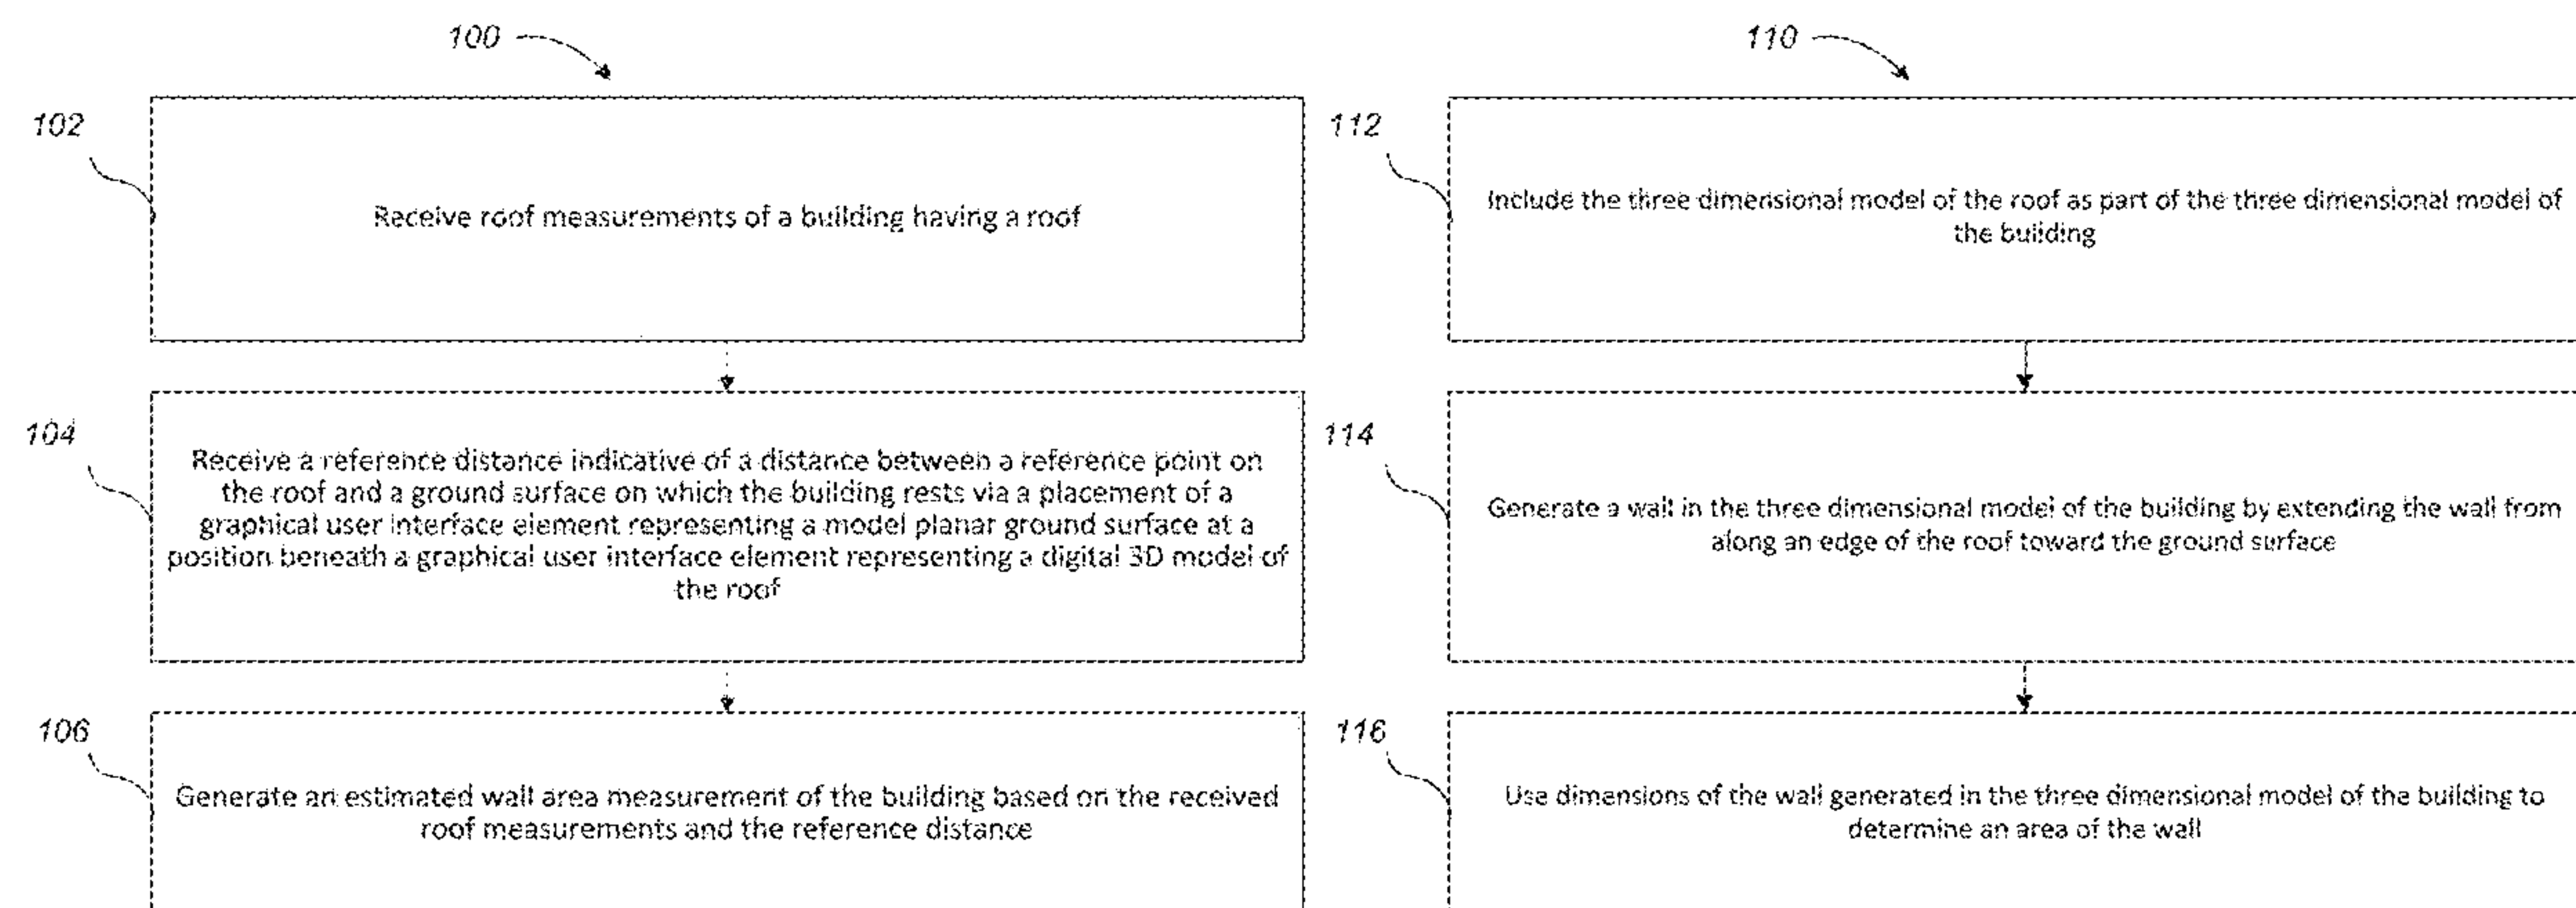 100
102
Receive roof measurements of a building having a roof
104
Receive a reference distance indicative of a distance between a reference point on
the roof and a ground surface on which the building rests via a placement of a
graphical user interface element representing a model planar ground surface at a
position beneath a graphical user interface element representing a digital 3D model of
the roof
106
Generate an estimated wall area measurement of the building based on the received
roof measurements and the reference distance
110
112
Include the three dimensional model of the roof as part of the three dimensional model of
the building
114
Generate a wall in the three dimensional model of the building by extending the wall from
along an edge of the roof toward the ground surface
116
Use dimensions of the wall generated in the three dimensional model of the building to
determine an area of the wall